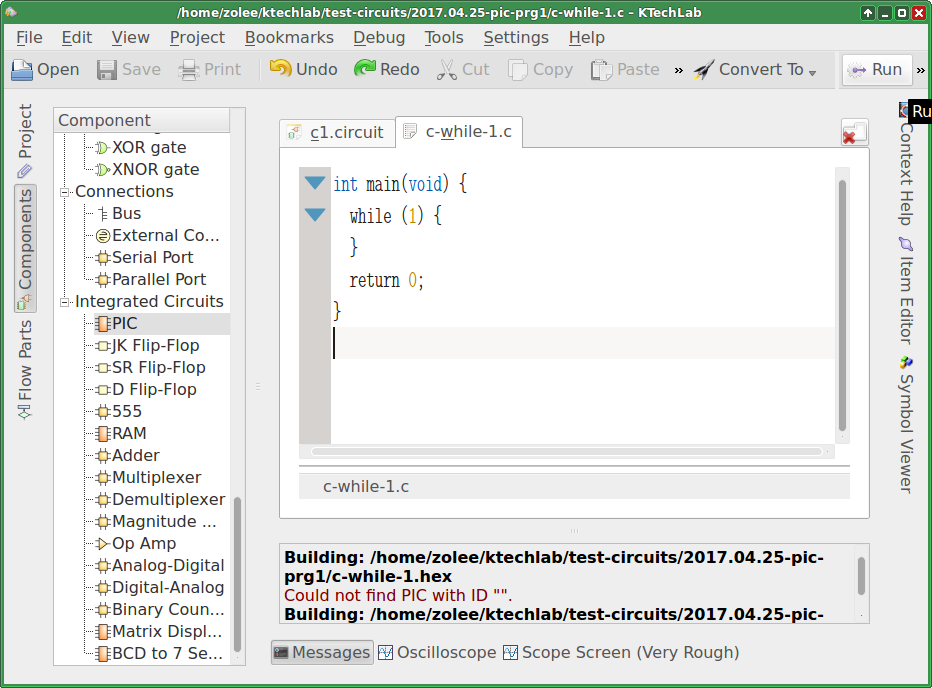 /home/zolee/ktechlab/test-circuits/2017.04.25-pic-prg1/c-while-1.c – KTechLab
File Edit View Project Bookmarks Debug Tools Settings Help
Open Save Print Undo Redo Cut Copy Paste » Convert To Run »
Project
Components
Flow Parts
Component
XOR gate
XNOR gate
Connections
Bus
External Co...
Serial Port
Parallel Port
Integrated Circuits
PIC
JK Flip-Flop
SR Flip-Flop
D Flip-Flop
555
RAM
Adder
Multiplexer
Demultiplexer
Magnitude ...
Op Amp
Analog-Digital
Digital-Analog
Binary Coun...
Matrix Displ...
BCD to 7 Se...
c1.circuit c-while-1.c
int main(void) {
while (1) {
}
return 0;
}
c-while-1.c
Building: /home/zolee/ktechlab/test-circuits/2017.04.25-pic-
prg1/c-while-1.hex
Could not find PIC with ID "".
Building: /home/zolee/ktechlab/test-circuits/2017.04.25-pic-
Messages Oscilloscope Scope Screen (Very Rough)
Ru
Context Help
Item Editor
Symbol Viewer